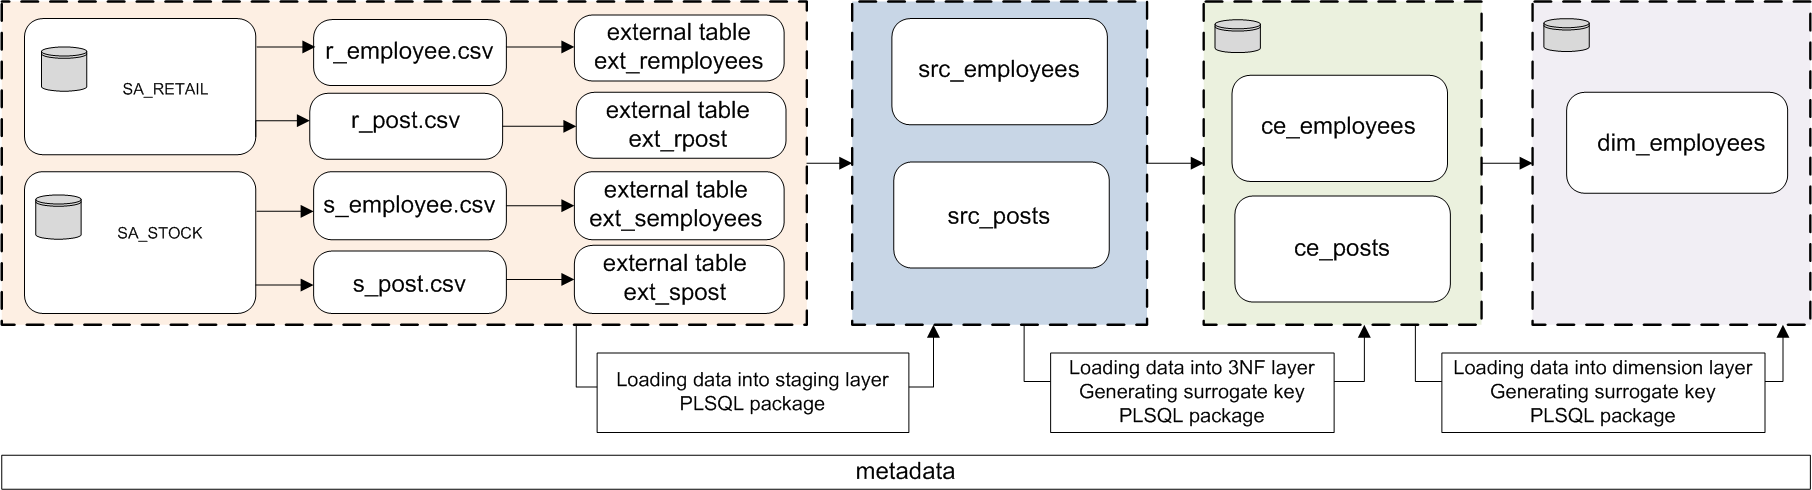 SA_RETAIL
r_employee.csv
external table
ext_remployees
r_post.csv
external table
ext_rpost
SA_STOCK
s_employee.csv
external table
ext_semployees
s_post.csv
external table
ext_spost
src_employees
src_posts
ce_employees
ce_posts
dim_employees
Loading data into staging layer
PLSQL package
Loading data into 3NF layer
Generating surrogate key
PLSQL package
Loading data into dimension layer
Generating surrogate key
PLSQL package
metadata